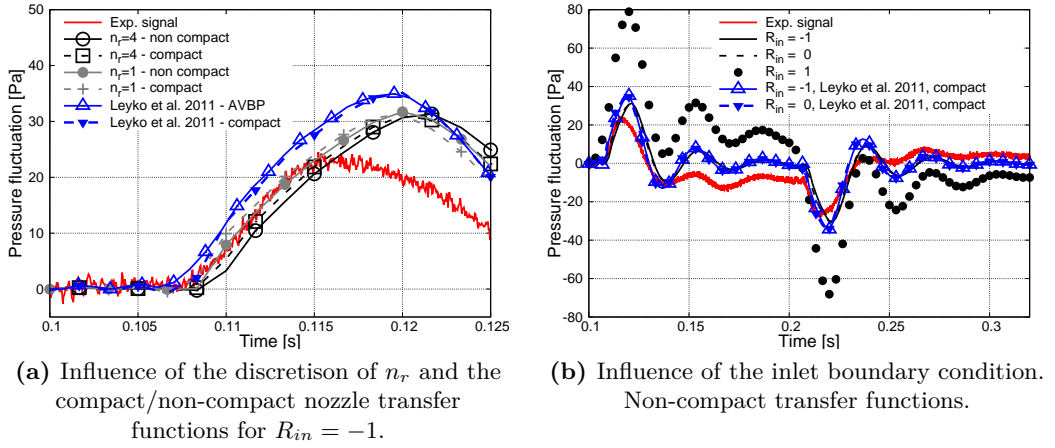 Pressure fluctuation [Pa]
50
40
30
20
10
0
-10
0.1
0.105
0.11
0.115
0.12
0.125
Time [s]
Exp. signal
n_r=4 - non compact
n_r=4 - compact
n_r=1 - non compact
n_r=1 - compact
Leyko et al. 2011 - AVBP
Leyko et al. 2011 - compact
(a) Influence of the discretison of n_r and the
compact/non-compact nozzle transfer
functions for R_in = −1.
Pressure fluctuation [Pa]
80
60
40
20
0
-20
-40
-60
-80
0.1
0.15
0.2
0.25
0.3
Time [s]
Exp. signal
R_in = -1
R_in = 0
R_in = 1
R_in = -1, Leyko et al. 2011, compact
R_in = 0, Leyko et al. 2011, compact
(b) Influence of the inlet boundary condition.
Non-compact transfer functions.